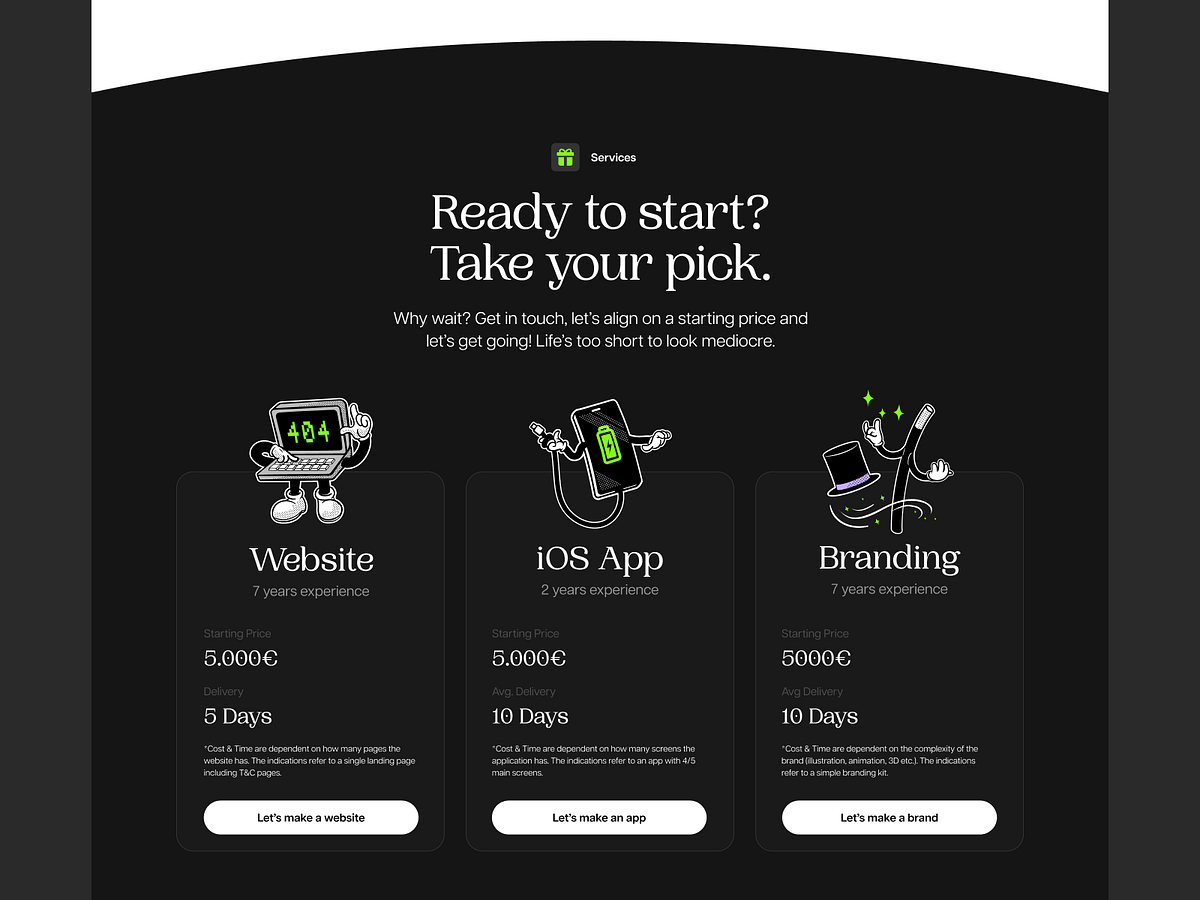 Services
Ready to start?
Take your pick.
Why wait? Get in touch, let’s align on a starting price and
let’s get going! Life’s too short to look mediocre.
404
Website
7 years experience
Starting Price
5.000€
Delivery
5 Days
*Cost & Time are dependent on how many pages the
website has. The indications refer to a single landing page
including T&C pages.
Let’s make a website
iOS App
2 years experience
Starting Price
5.000€
Avg. Delivery
10 Days
*Cost & Time are dependent on how many screens the
application has. The indications refer to an app with 4/5
main screens.
Let’s make an app
Branding
7 years experience
Starting Price
5000€
Avg Delivery
10 Days
*Cost & Time are dependent on the complexity of the
brand (illustration, animation, 3D etc.). The indications
refer to a simple branding kit.
Let’s make a brand